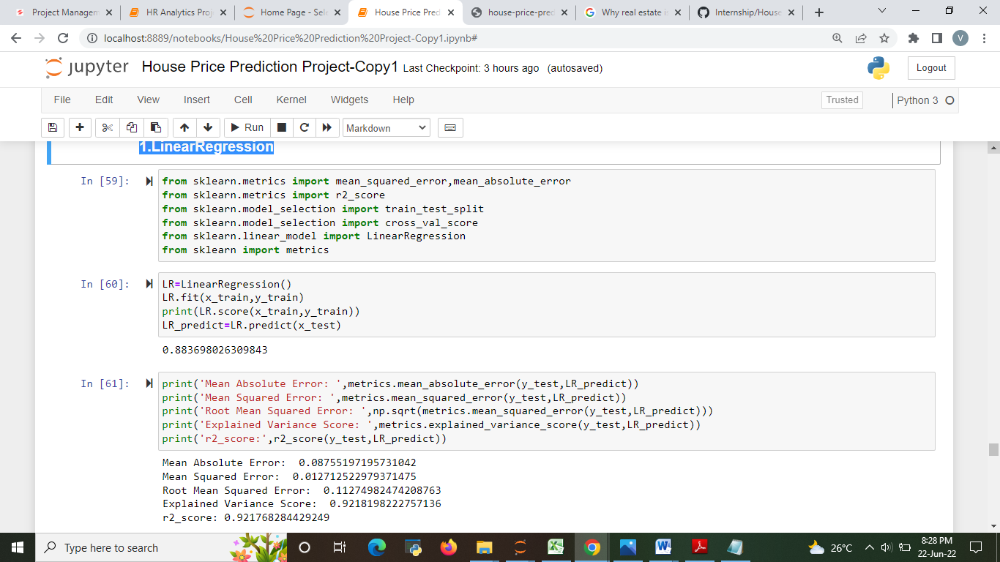 Project Managem
HR Analytics Proj
Home Page - Sele
House Price Pred
house-price-pred
Why real estate is
Internship/House
localhost:8889/notebooks/House%20Price%20Prediction%20Project-Copy1.ipynb#
V
jupyter House Price Prediction Project-Copy1 Last Checkpoint: 3 hours ago (autosaved)
Logout
File Edit View Insert Cell Kernel Widgets Help
Trusted
Python 3
Run
Markdown
1.LinearRegression
In [59]:
from sklearn.metrics import mean_squared_error,mean_absolute_error
from sklearn.metrics import r2_score
from sklearn.model_selection import train_test_split
from sklearn.model_selection import cross_val_score
from sklearn.linear_model import LinearRegression
from sklearn import metrics
In [60]:
LR=LinearRegression()
LR.fit(x_train,y_train)
print(LR.score(x_train,y_train))
LR_predict=LR.predict(x_test)
0.883698026309843
In [61]:
print('Mean Absolute Error: ',metrics.mean_absolute_error(y_test,LR_predict))
print('Mean Squared Error: ',metrics.mean_squared_error(y_test,LR_predict))
print('Root Mean Squared Error: ',np.sqrt(metrics.mean_squared_error(y_test,LR_predict)))
print('Explained Variance Score: ',metrics.explained_variance_score(y_test,LR_predict))
print('r2_score:',r2_score(y_test,LR_predict))
Mean Absolute Error:  0.08755197195731042
Mean Squared Error:  0.012712522979371475
Root Mean Squared Error:  0.11274982474208763
Explained Variance Score:  0.9218198222757136
r2_score: 0.921768284429249
Type here to search
26°C
8:28 PM
22-Jun-22